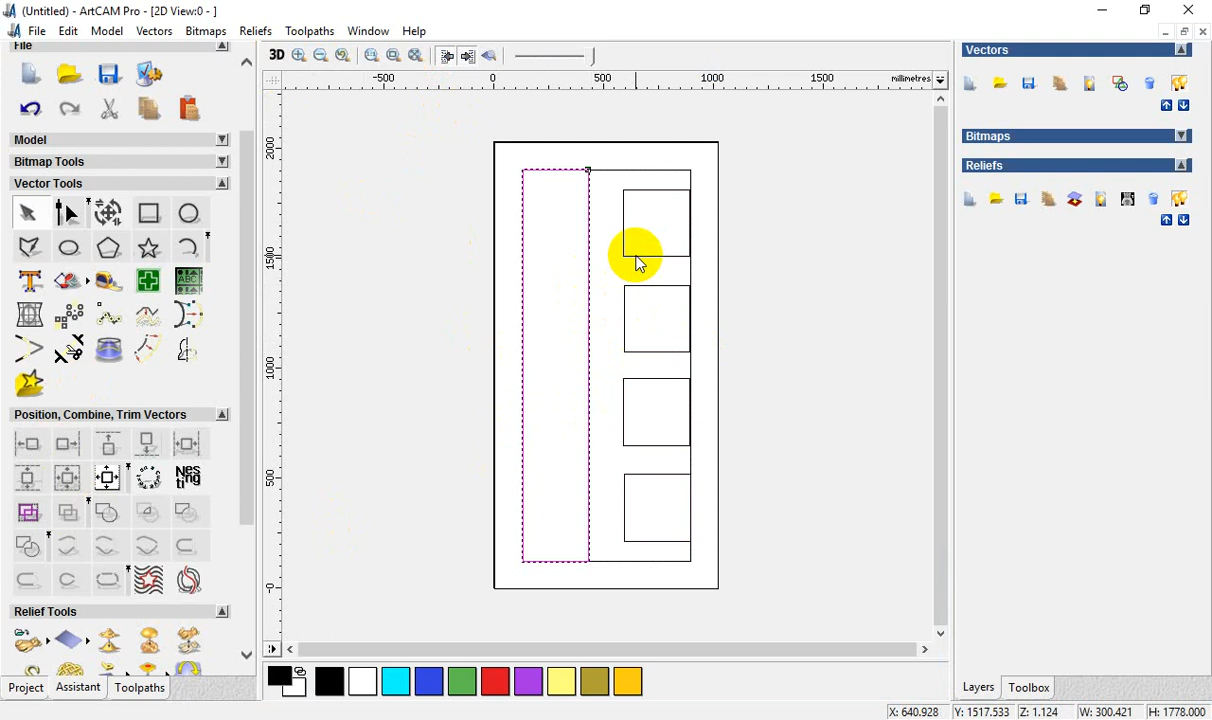 (Untitled) - ArtCAM Pro - [2D View:0 - ]
File Edit Model Vectors Bitmaps Reliefs Toolpaths Window Help
File
3D
-500 0 500 1000 1500 millimetres
2000
1500
1000
500
-0
Model
Bitmap Tools
Vector Tools
ABC
Position, Combine, Trim Vectors
Nes
ting
Relief Tools
Project Assistant Toolpaths
Vectors
Bitmaps
Reliefs
Layers Toolbox
X: 640.928 Y: 1517.533 Z: 1.124 W: 300.421 H: 1778.000